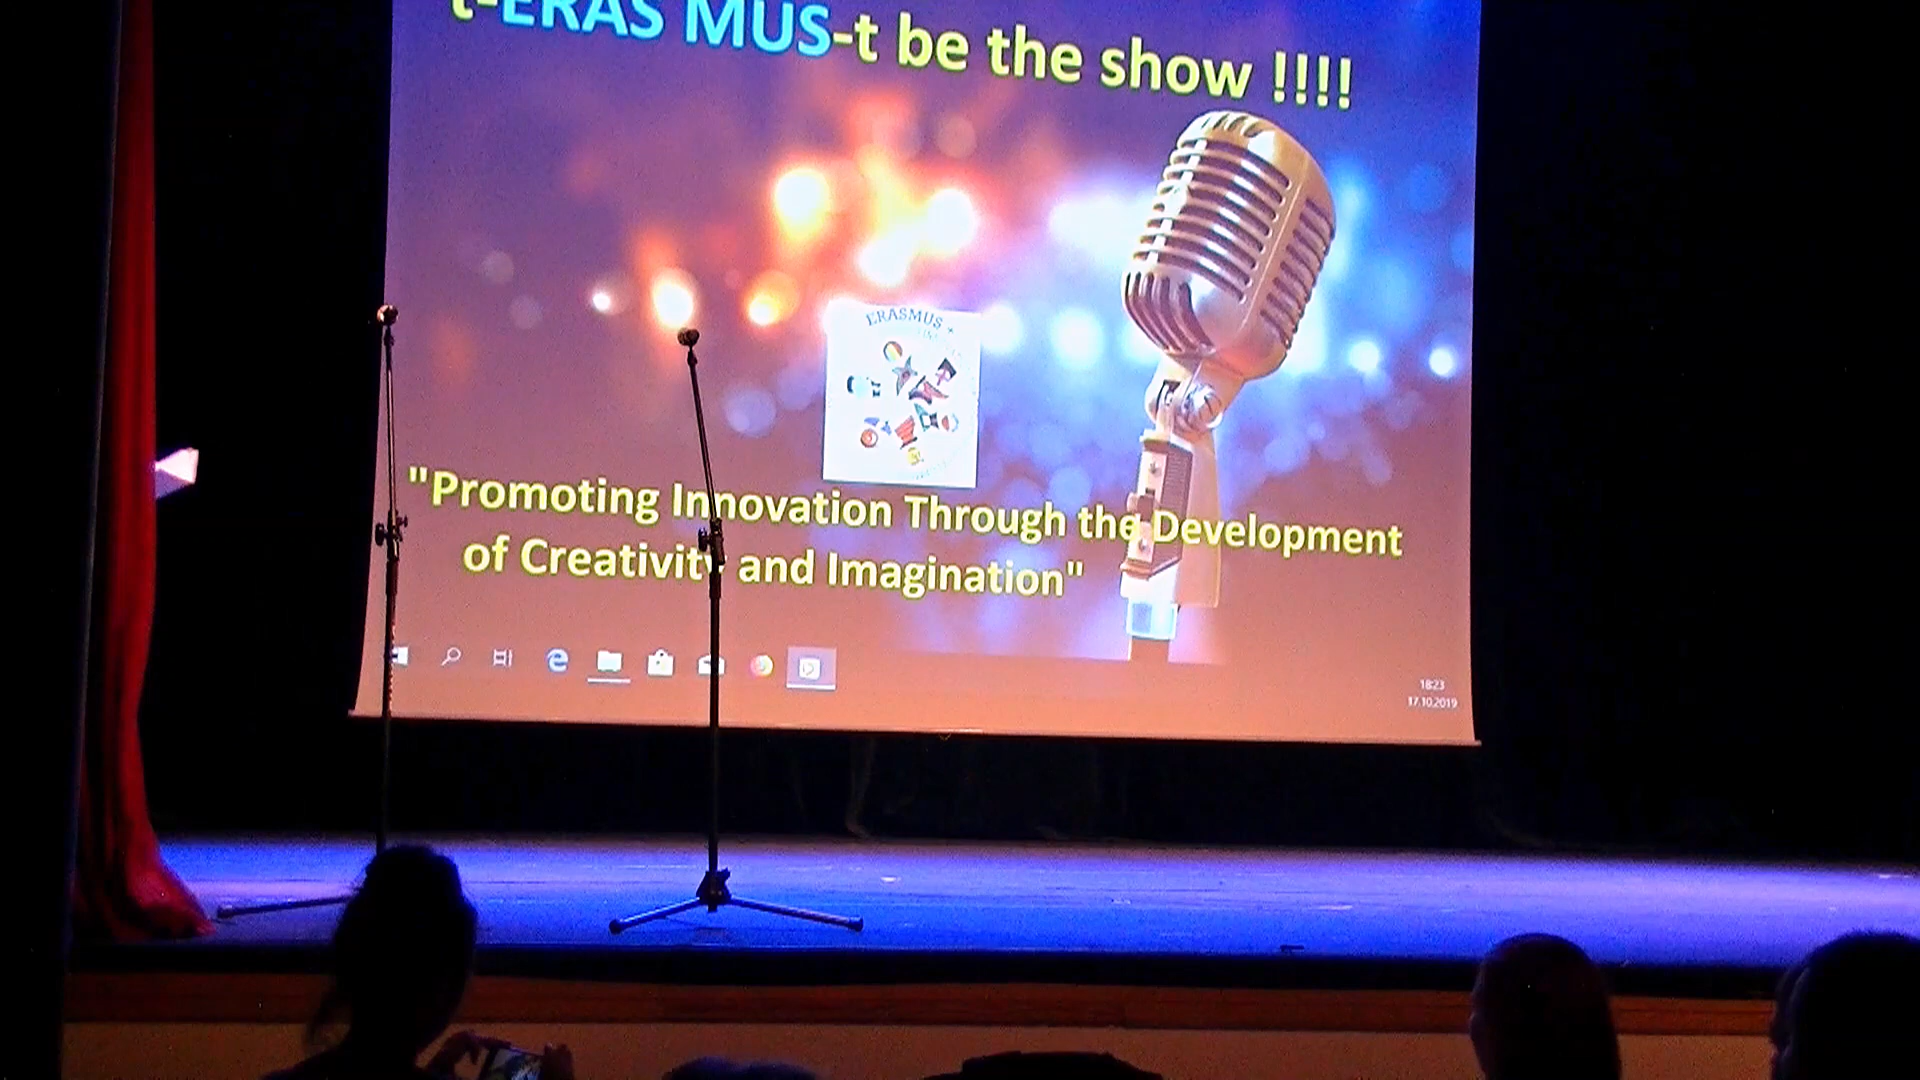 t-ERAS MUS-t be the show !!!!
ERASMUS +
"Promoting Innovation Through the Development
of Creativity and Imagination"
18:23
17.10.2019